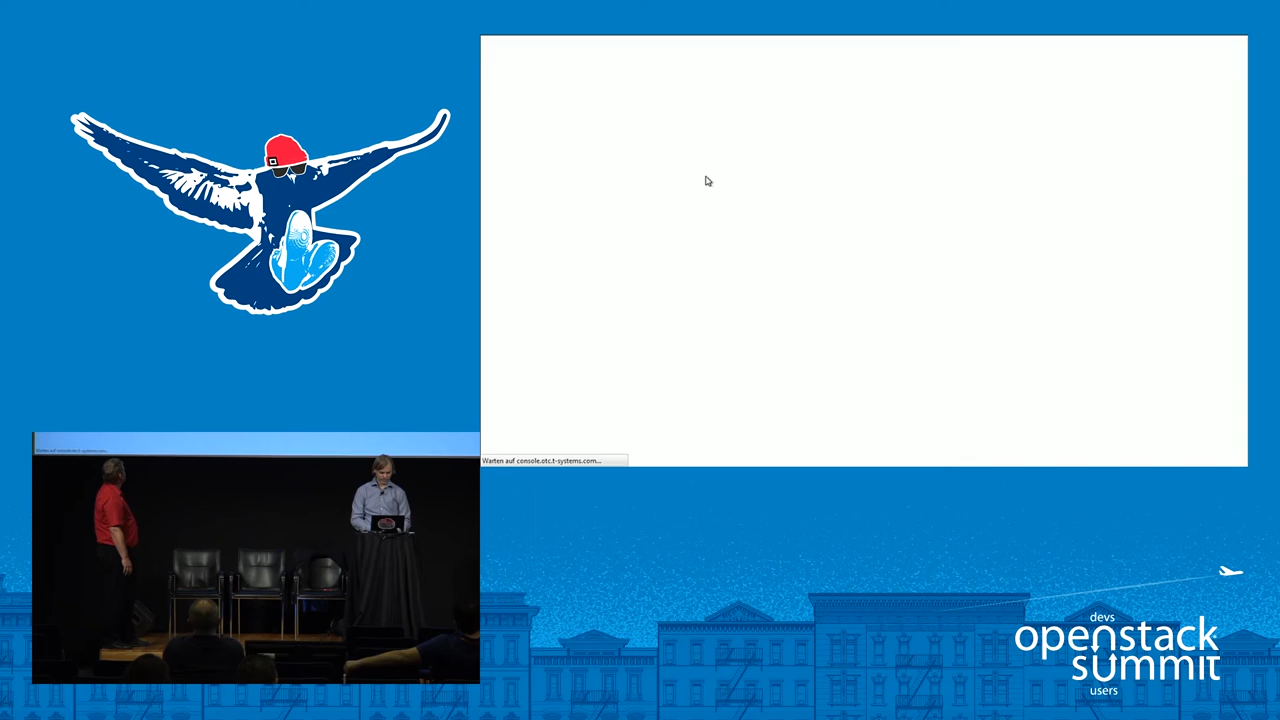 Warten auf console.otc.t-systems.com...
devs
openstack
summit
users